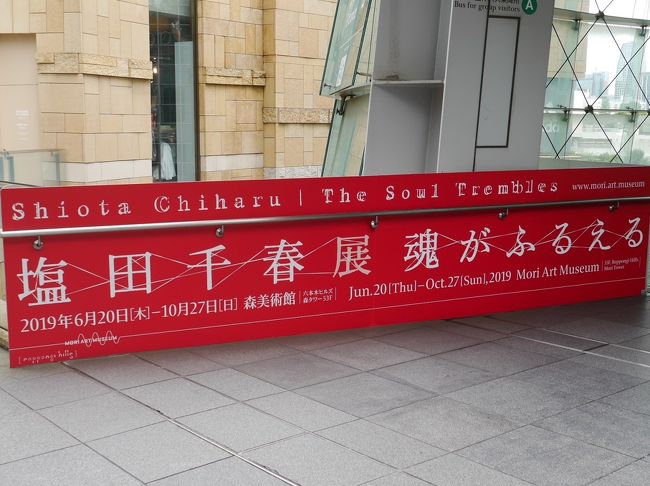 Bus for group visitors
A
Shiota Chiharu | The Soul Trembles www.mori.art.museum
塩田千春展 魂がふるえる
2019年6月20日[木]–10月27日[日] 森美術館 六本木ヒルズ 森タワー53F Jun.20[Thu]–Oct.27[Sun],2019 Mori Art Museum Roppongi Hills Mori Tower
MORI ART MUSEUM
roppongi hills